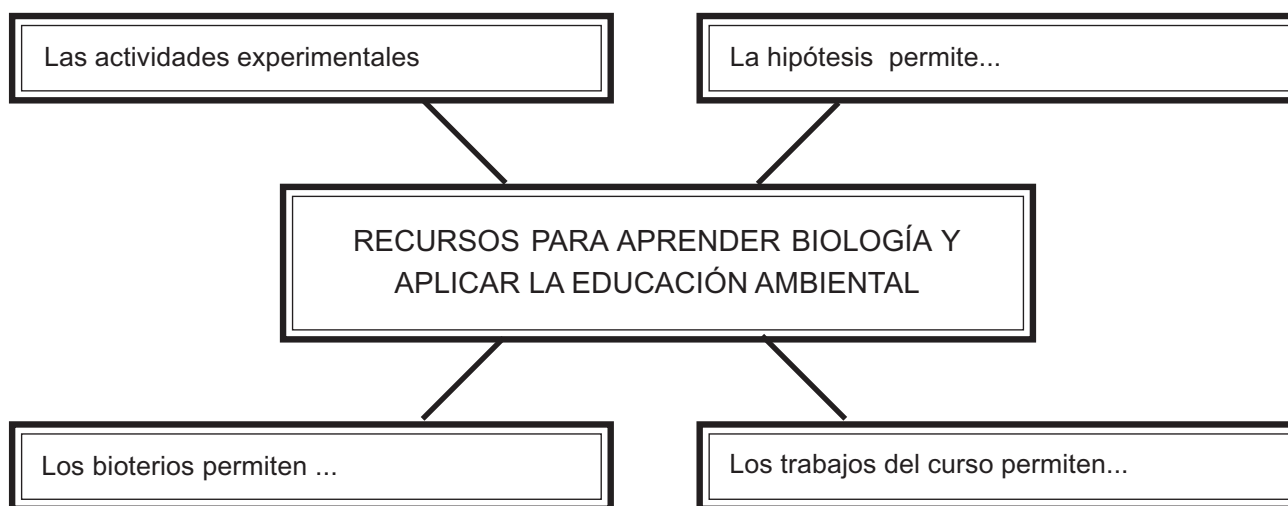 Las actividades experimentales
La hipótesis permite...
RECURSOS PARA APRENDER BIOLOGÍA Y
APLICAR LA EDUCACIÓN AMBIENTAL
Los bioterios permiten ...
Los trabajos del curso permiten...